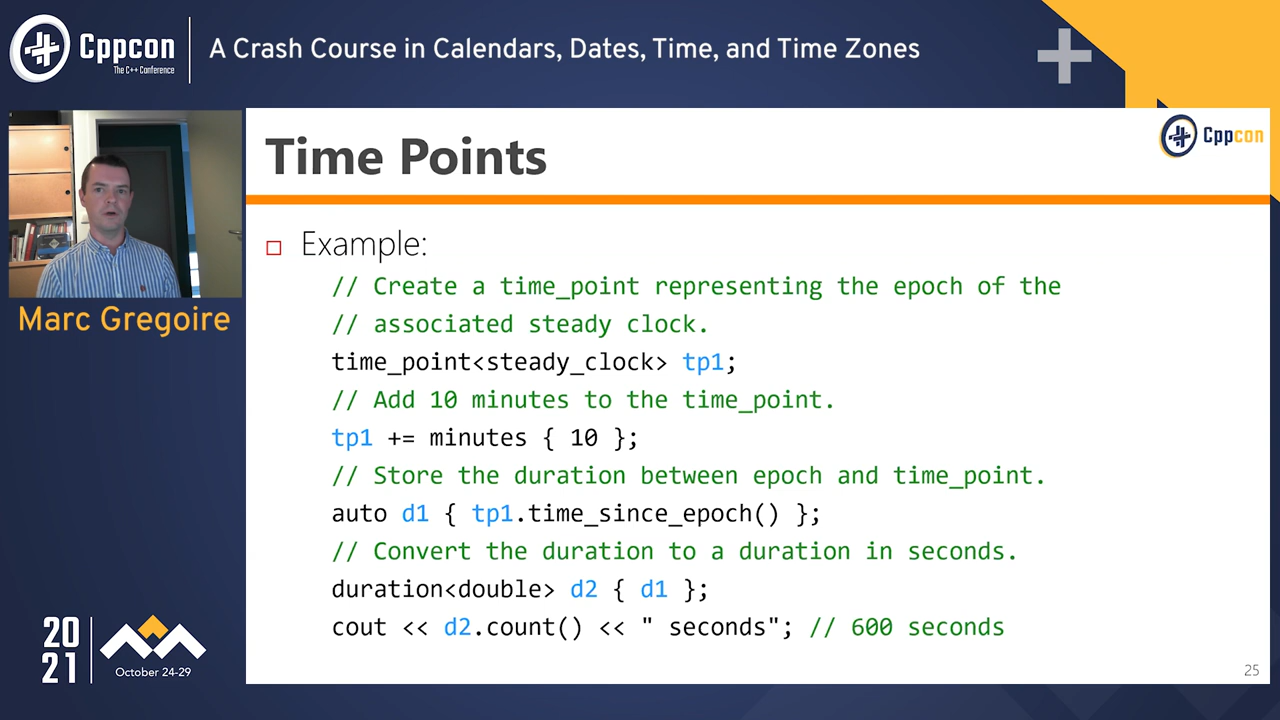 Cppcon
The C++ Conference
A Crash Course in Calendars, Dates, Time, and Time Zones
Cppcon
Marc Gregoire
Time Points
Example:
// Create a time_point representing the epoch of the
// associated steady clock.
time_point<steady_clock> tp1;
// Add 10 minutes to the time_point.
tp1 += minutes { 10 };
// Store the duration between epoch and time_point.
auto d1 { tp1.time_since_epoch() };
// Convert the duration to a duration in seconds.
duration<double> d2 { d1 };
cout << d2.count() << " seconds"; // 600 seconds
20
21
October 24-29
25